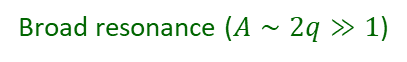 Broad resonance (A ~ 2q ≫ 1)